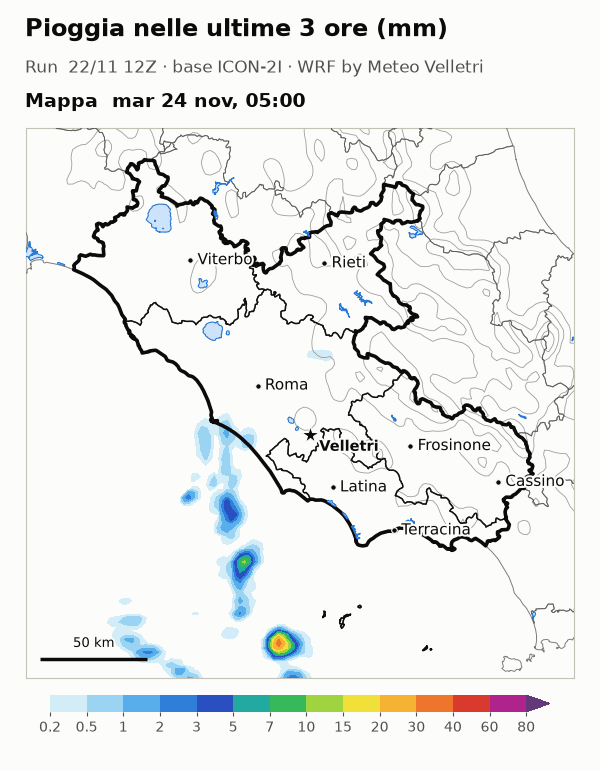 Pioggia nelle ultime 3 ore (mm)
Run 22/11 12Z · base ICON-2I · WRF by Meteo Velletri
Mappa mar 24 nov, 05:00
Viterbo
Rieti
Roma
Velletri
Frosinone
Cassino
Latina
Terracina
50 km
0.2 0.5 1 2 3 5 7 10 15 20 30 40 60 80